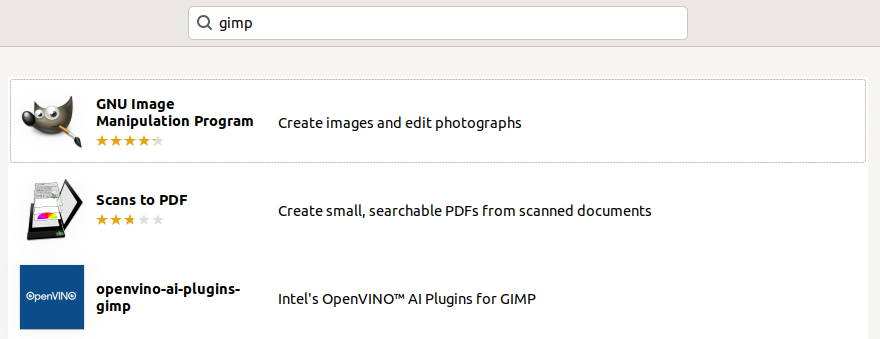 gimp
GNU Image
Manipulation Program
Create images and edit photographs
Scans to PDF
Create small, searchable PDFs from scanned documents
OpenVINO
openvino-ai-plugins-
gimp
Intel's OpenVINO™ AI Plugins for GIMP